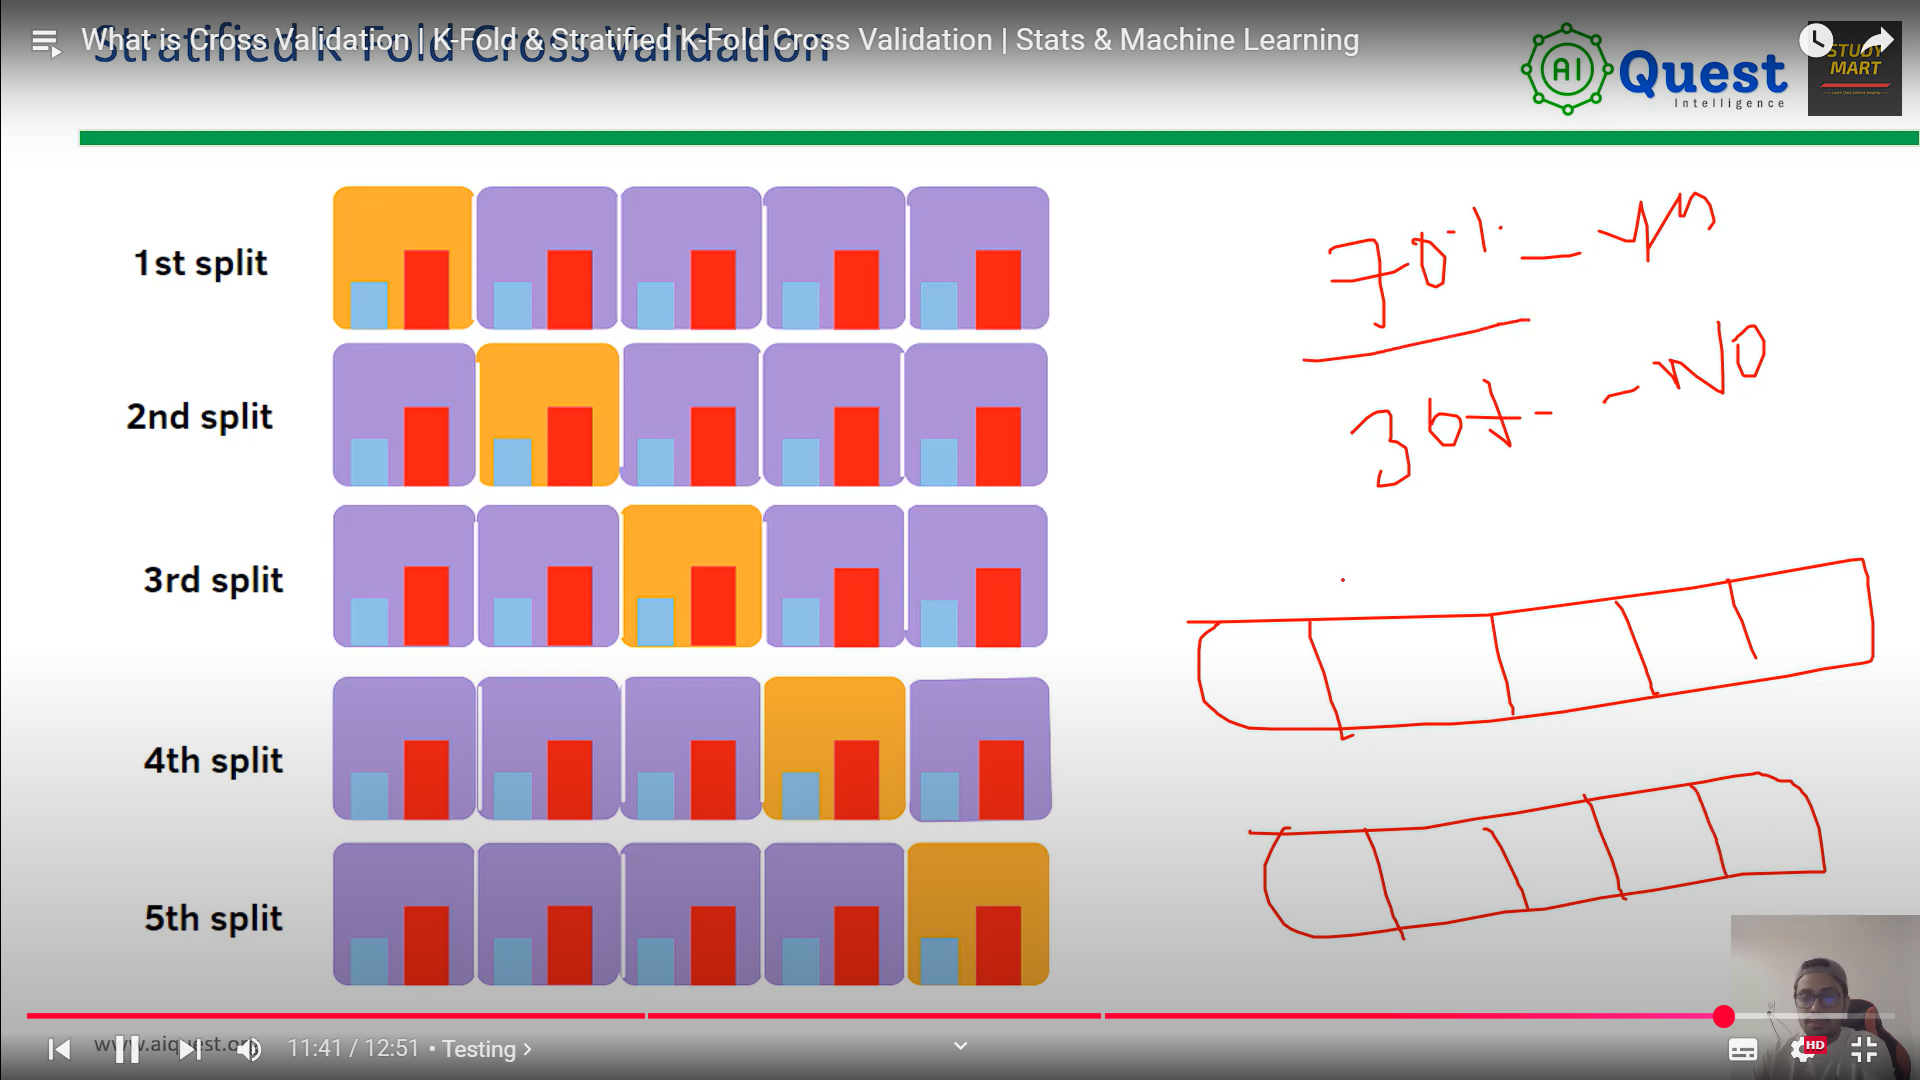 Stratified K-Fold Cross Validation
What is Cross Validation | K-Fold & Stratified K-Fold Cross Validation | Stats & Machine Learning
AI Quest
Intelligence
STUDY
MART
1st split
2nd split
3rd split
4th split
5th split
70% - yes
30% - NO
www.aiquest.org
11:41 / 12:51 • Testing >
HD